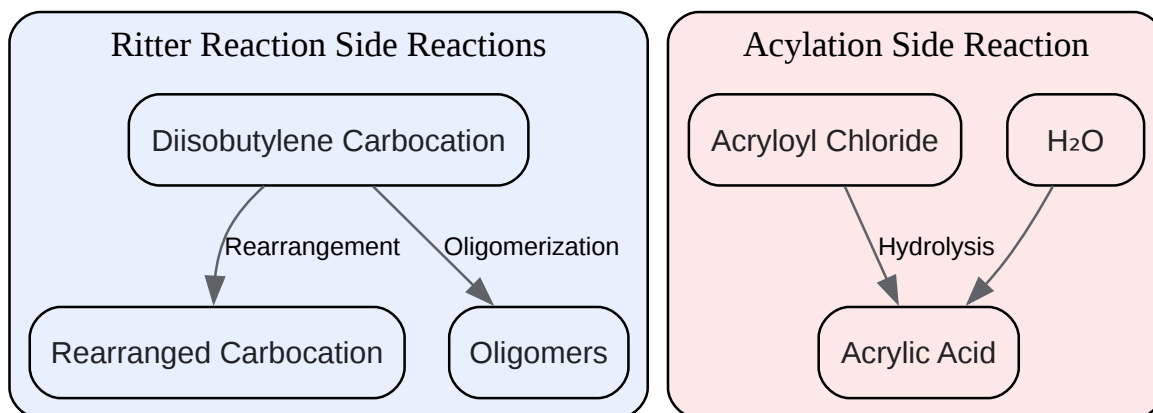 Ritter Reaction Side Reactions
Diisobutylene Carbocation
Rearrangement
Oligomerization
Rearranged Carbocation
Oligomers
Acylation Side Reaction
Acryloyl Chloride
H₂O
Hydrolysis
Acrylic Acid